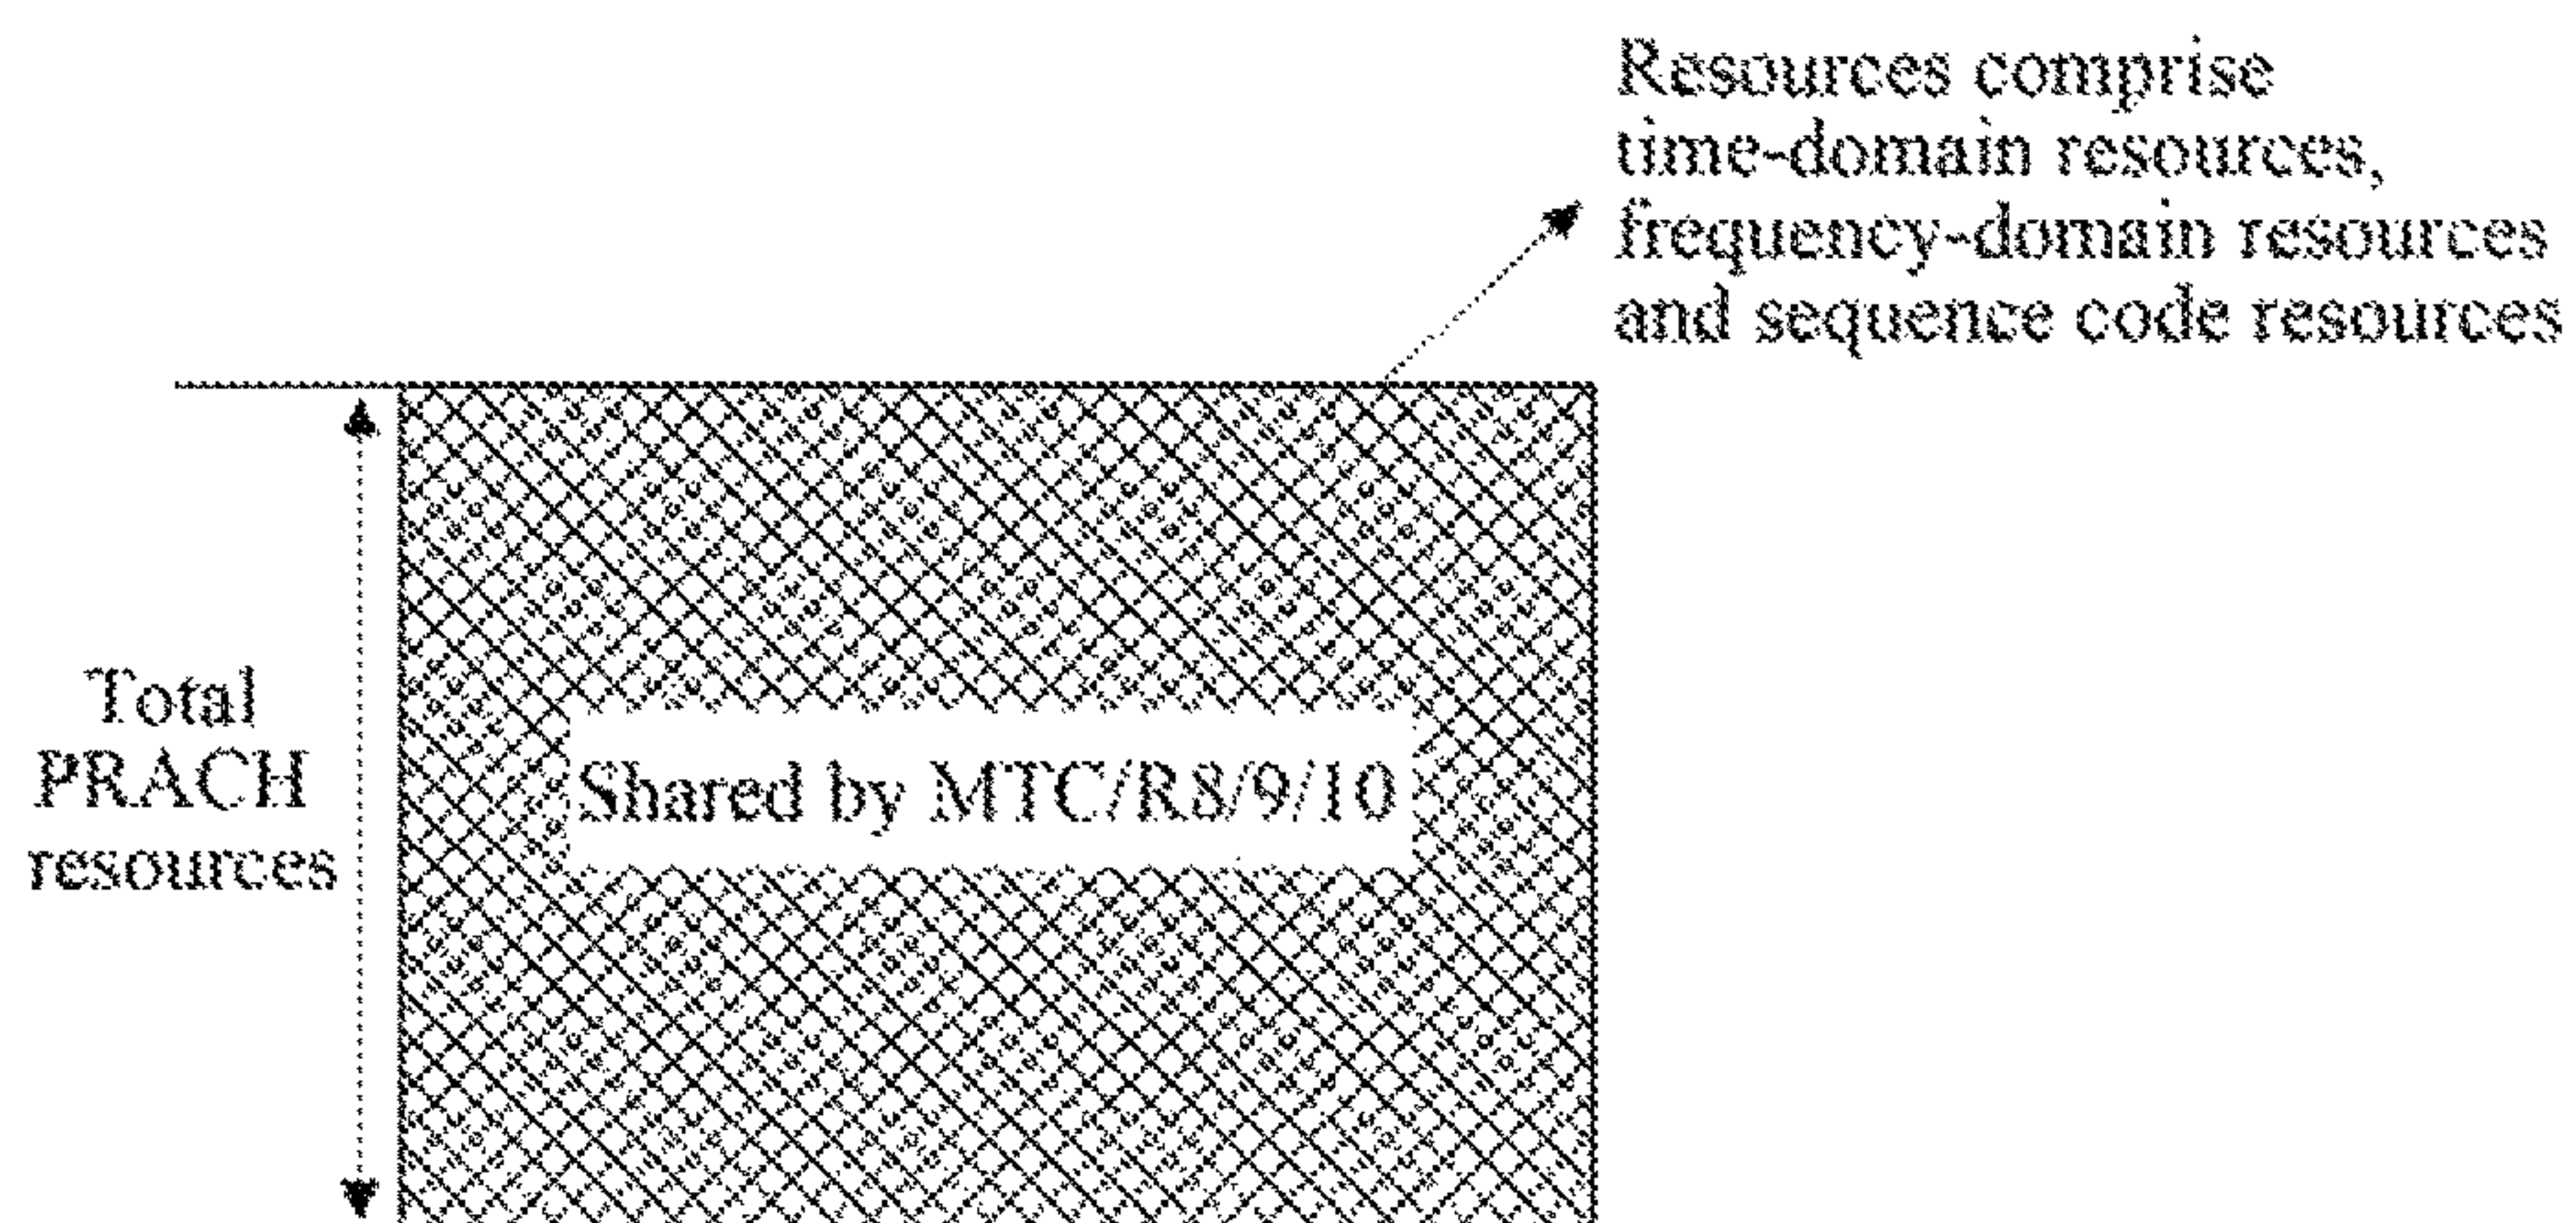 Resources comprise
time-domain resources,
frequency-domain resources
and sequence code resources
Total
PRACH
resources
Shared by MTC/R8/9/10